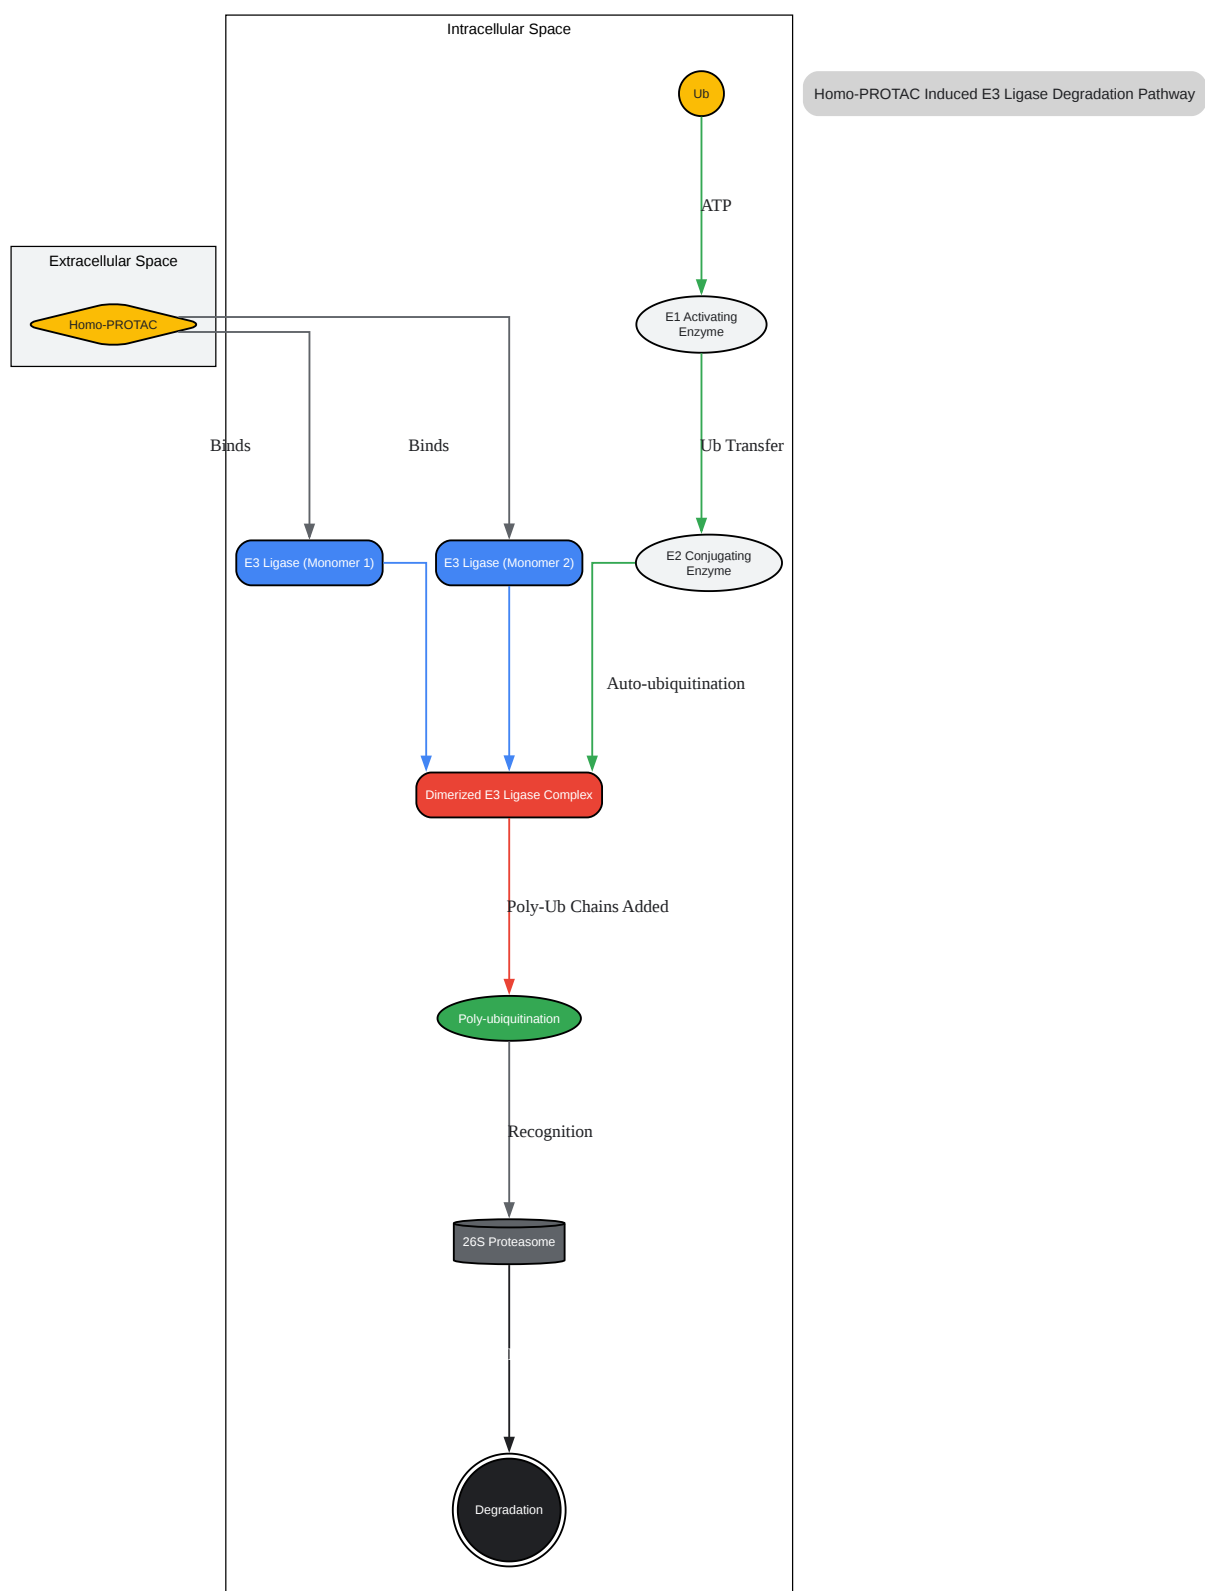 Intracellular Space
Ub
Homo-PROTAC Induced E3 Ligase Degradation Pathway
ATP
Extracellular Space
Homo-PROTAC
E1 Activating
Enzyme
Binds
Binds
Ub Transfer
E3 Ligase (Monomer 1)
E3 Ligase (Monomer 2)
E2 Conjugating
Enzyme
Auto-ubiquitination
Dimerized E3 Ligase Complex
Poly-Ub Chains Added
Poly-ubiquitination
Recognition
26S Proteasome
Degradation